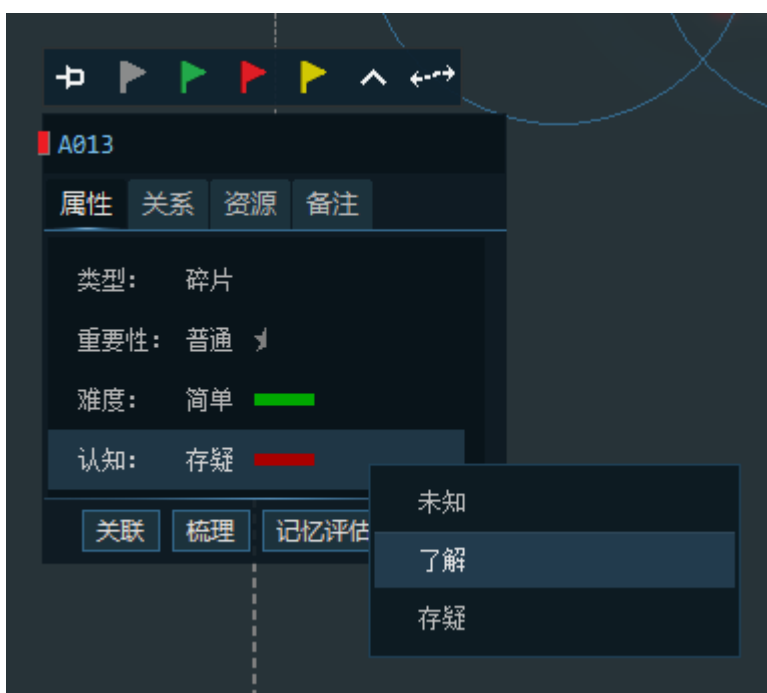 A013
属性 关系 资源 备注
类型: 碎片
重要性: 普通
难度: 简单
认知: 存疑
关联 梳理 记忆评估
未知
了解
存疑